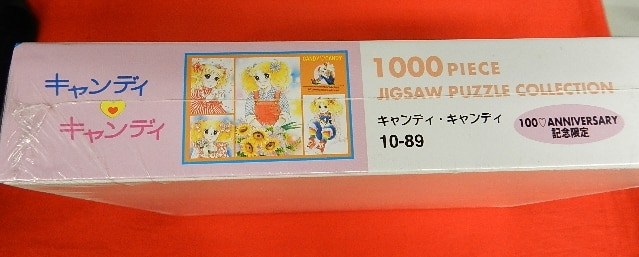 キャンディ
キャンディ
CANDY♡CANDY
1000 PIECE
JIGSAW PUZZLE COLLECTION
キャンディ・キャンディ
10-89
100♡ANNIVERSARY
記念限定